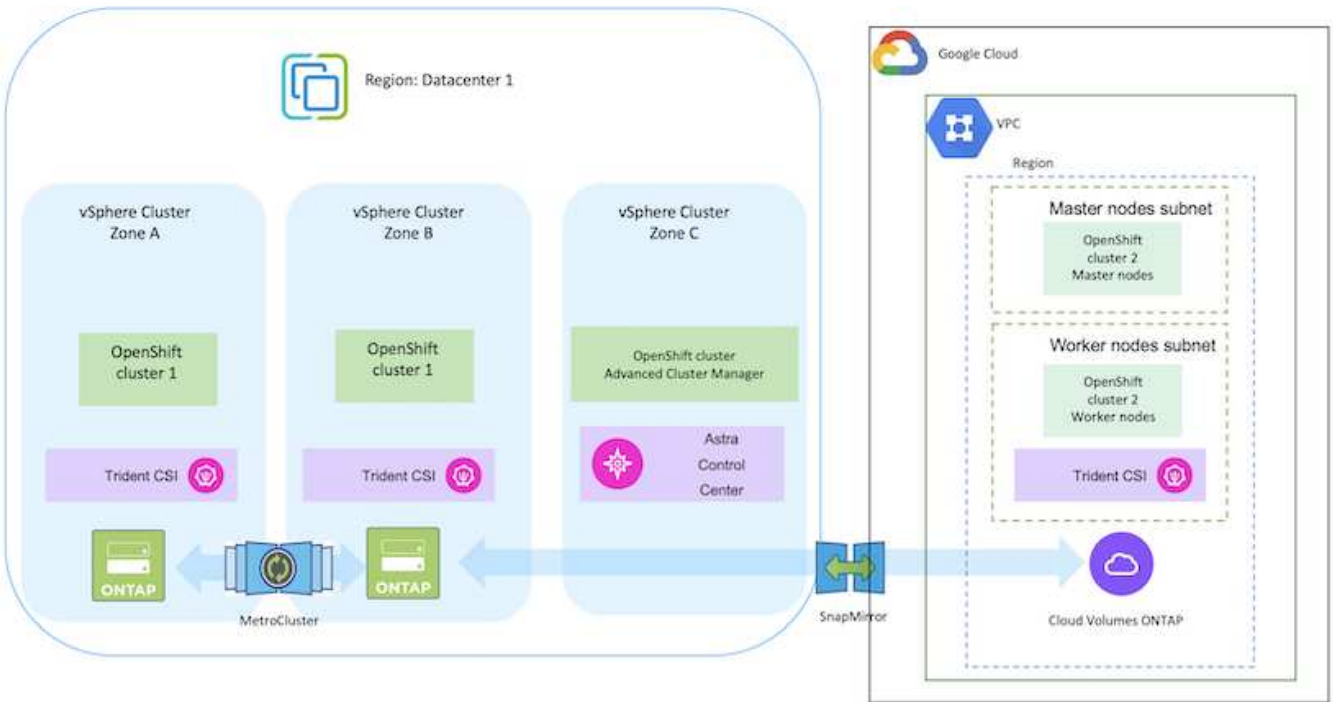 Region: Datacenter 1
vSphere Cluster
Zone A
OpenShift
cluster 1
Trident CSI
ONTAP
vSphere Cluster
Zone B
OpenShift
cluster 1
Trident CSI
ONTAP
MetroCluster
vSphere Cluster
Zone C
OpenShift cluster
Advanced Cluster Manager
Astra
Control
Center
SnapMirror
Google Cloud
VPC
Region
Master nodes subnet
OpenShift
cluster 2
Master nodes
Worker nodes subnet
OpenShift
cluster 2
Worker nodes
Trident CSI
Cloud Volumes ONTAP